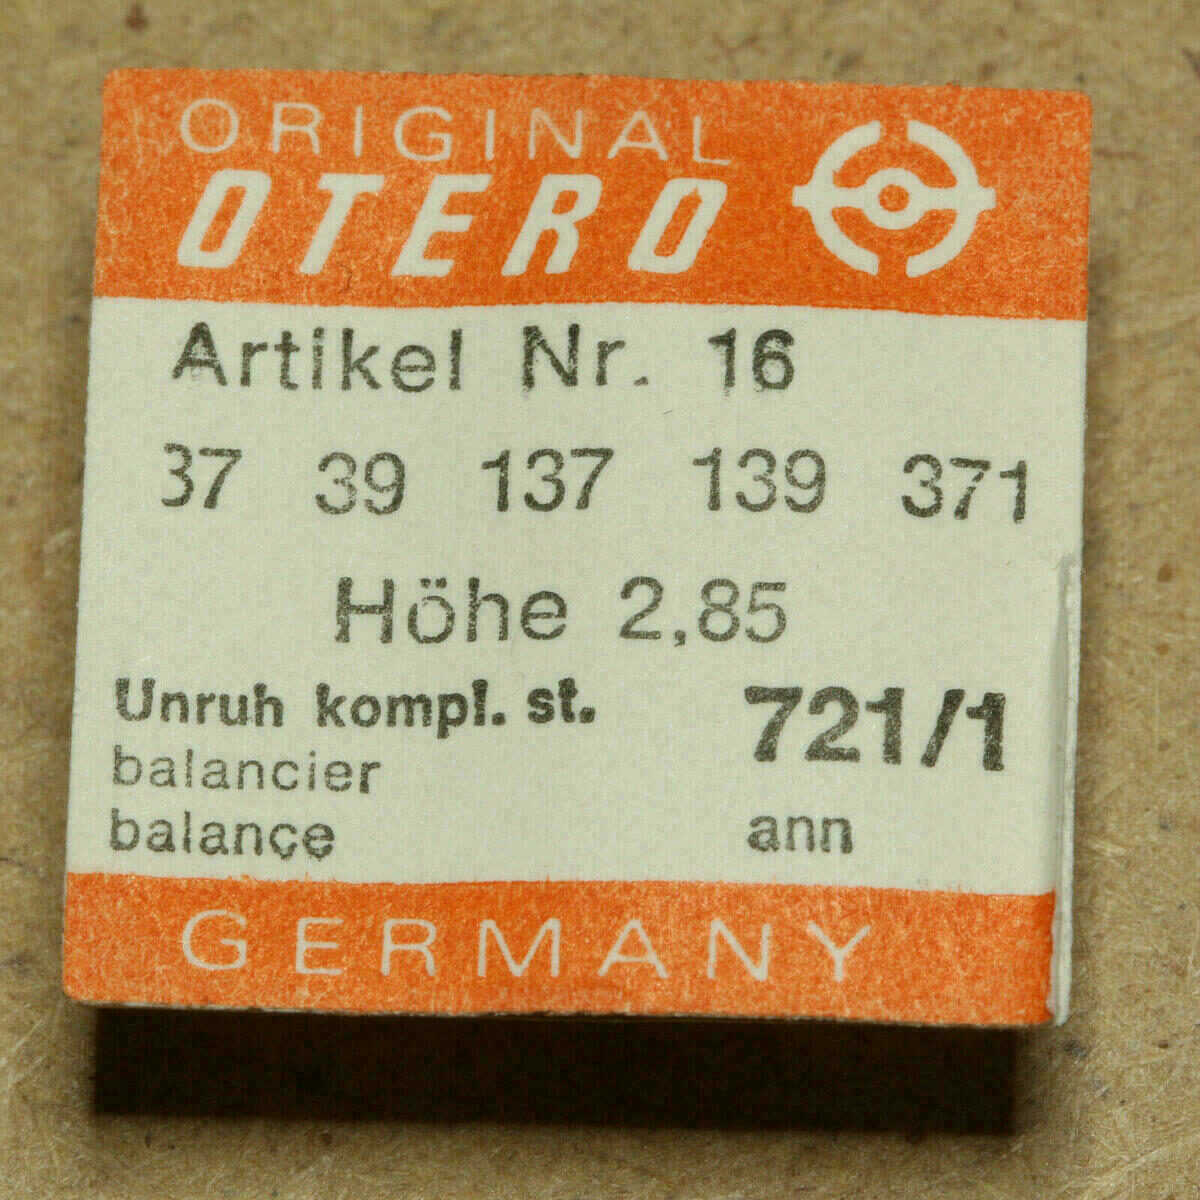 ORIGINAL
OTERO
Artikel Nr. 16
37 39 137 139 371
Höhe 2,85
Unruh kompl. st. 721/1
balancier
balance ann
GERMANY